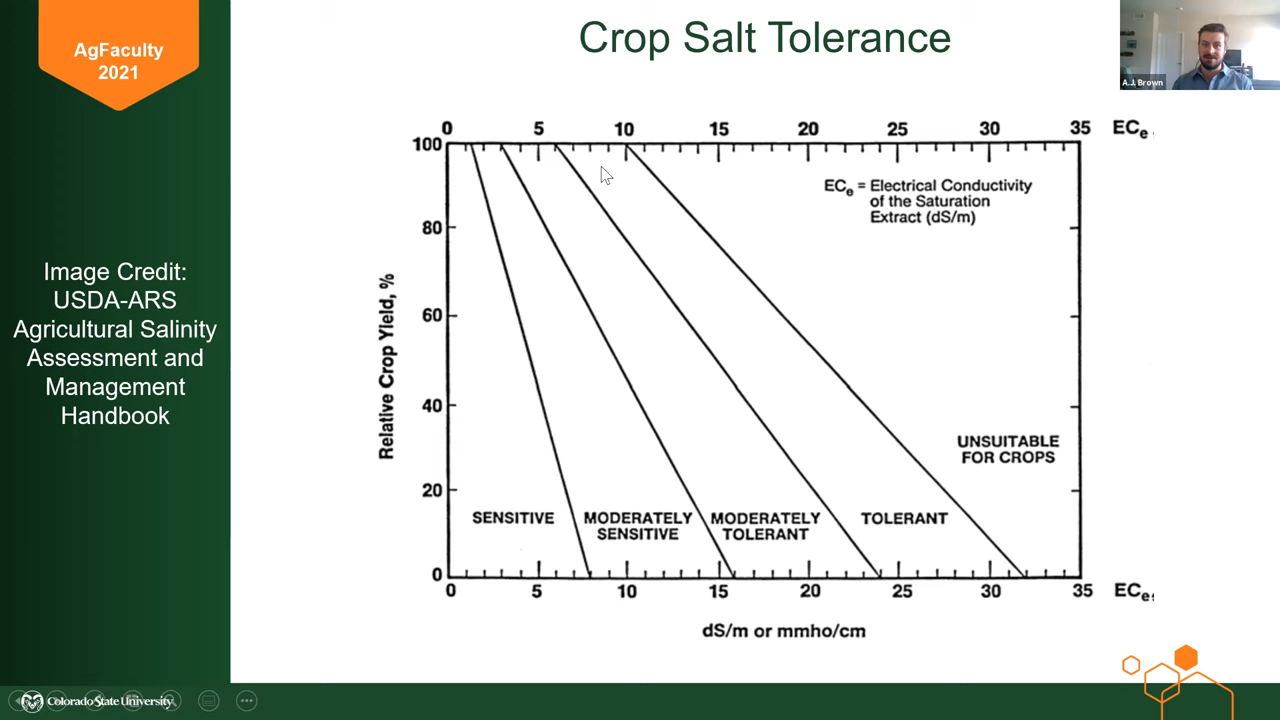 AgFaculty
2021
Crop Salt Tolerance
A.J. Brown
Image Credit:
USDA-ARS
Agricultural Salinity
Assessment and
Management
Handbook
0 5 10 15 20 25 30 35 ECe
100
80
60
40
20
0
Relative Crop Yield, %
ECe = Electrical Conductivity
of the Saturation
Extract (dS/m)
UNSUITABLE
FOR CROPS
SENSITIVE
MODERATELY
SENSITIVE
MODERATELY
TOLERANT
TOLERANT
0 5 10 15 20 25 30 35 ECe
dS/m or mmho/cm
Colorado State University